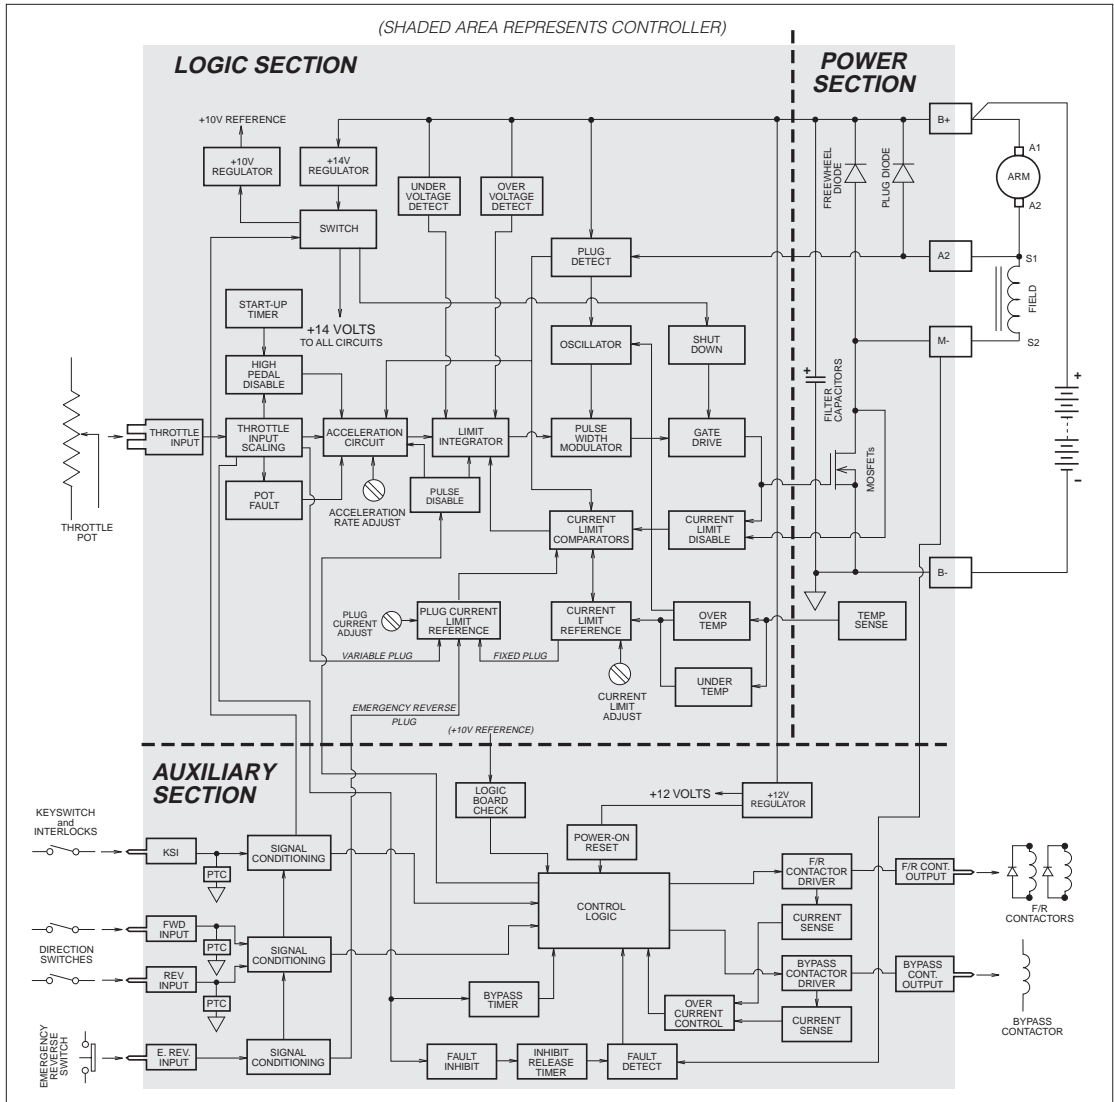 (SHADED AREA REPRESENTS CONTROLLER)
LOGIC SECTION
POWER
SECTION
+10V REFERENCE
+10V
REGULATOR
+14V
REGULATOR
UNDER
VOLTAGE
DETECT
OVER
VOLTAGE
DETECT
FREEWHEEL
DIODE
PLUG DIODE
B+
A1
ARM
A2
SWITCH
PLUG
DETECT
A2
S1
FIELD
S2
START-UP
TIMER
+14 VOLTS
TO ALL CIRCUITS
OSCILLATOR
SHUT
DOWN
M-
HIGH
PEDAL
DISABLE
+
FILTER
CAPACITORS
+
-
THROTTLE
INPUT
THROTTLE
INPUT
SCALING
ACCELERATION
CIRCUIT
LIMIT
INTEGRATOR
PULSE
WIDTH
MODULATOR
GATE
DRIVE
MOSFETs
POT
FAULT
ACCELERATION
RATE ADJUST
PULSE
DISABLE
THROTTLE
POT
CURRENT
LIMIT
COMPARATORS
CURRENT
LIMIT
DISABLE
B-
PLUG
CURRENT
ADJUST
PLUG CURRENT
LIMIT
REFERENCE
CURRENT
LIMIT
REFERENCE
OVER
TEMP
TEMP
SENSE
VARIABLE PLUG
FIXED PLUG
UNDER
TEMP
CURRENT
LIMIT
ADJUST
EMERGENCY REVERSE
PLUG
(+10V REFERENCE)
AUXILIARY
SECTION
LOGIC
BOARD
CHECK
+12 VOLTS
+12V
REGULATOR
POWER-ON
RESET
KEYSWITCH
and
INTERLOCKS
KSI
PTC
SIGNAL
CONDITIONING
F/R
CONTACTOR
DRIVER
F/R CONT.
OUTPUT
F/R
CONTACTORS
CONTROL
LOGIC
CURRENT
SENSE
FWD
INPUT
PTC
DIRECTION
SWITCHES
SIGNAL
CONDITIONING
REV
INPUT
PTC
BYPASS
CONTACTOR
DRIVER
BYPASS
CONT.
OUTPUT
BYPASS
TIMER
OVER
CURRENT
CONTROL
CURRENT
SENSE
BYPASS
CONTACTOR
EMERGENCY
REVERSE
SWITCH
E. REV.
INPUT
SIGNAL
CONDITIONING
FAULT
INHIBIT
INHIBIT
RELEASE
TIMER
FAULT
DETECT